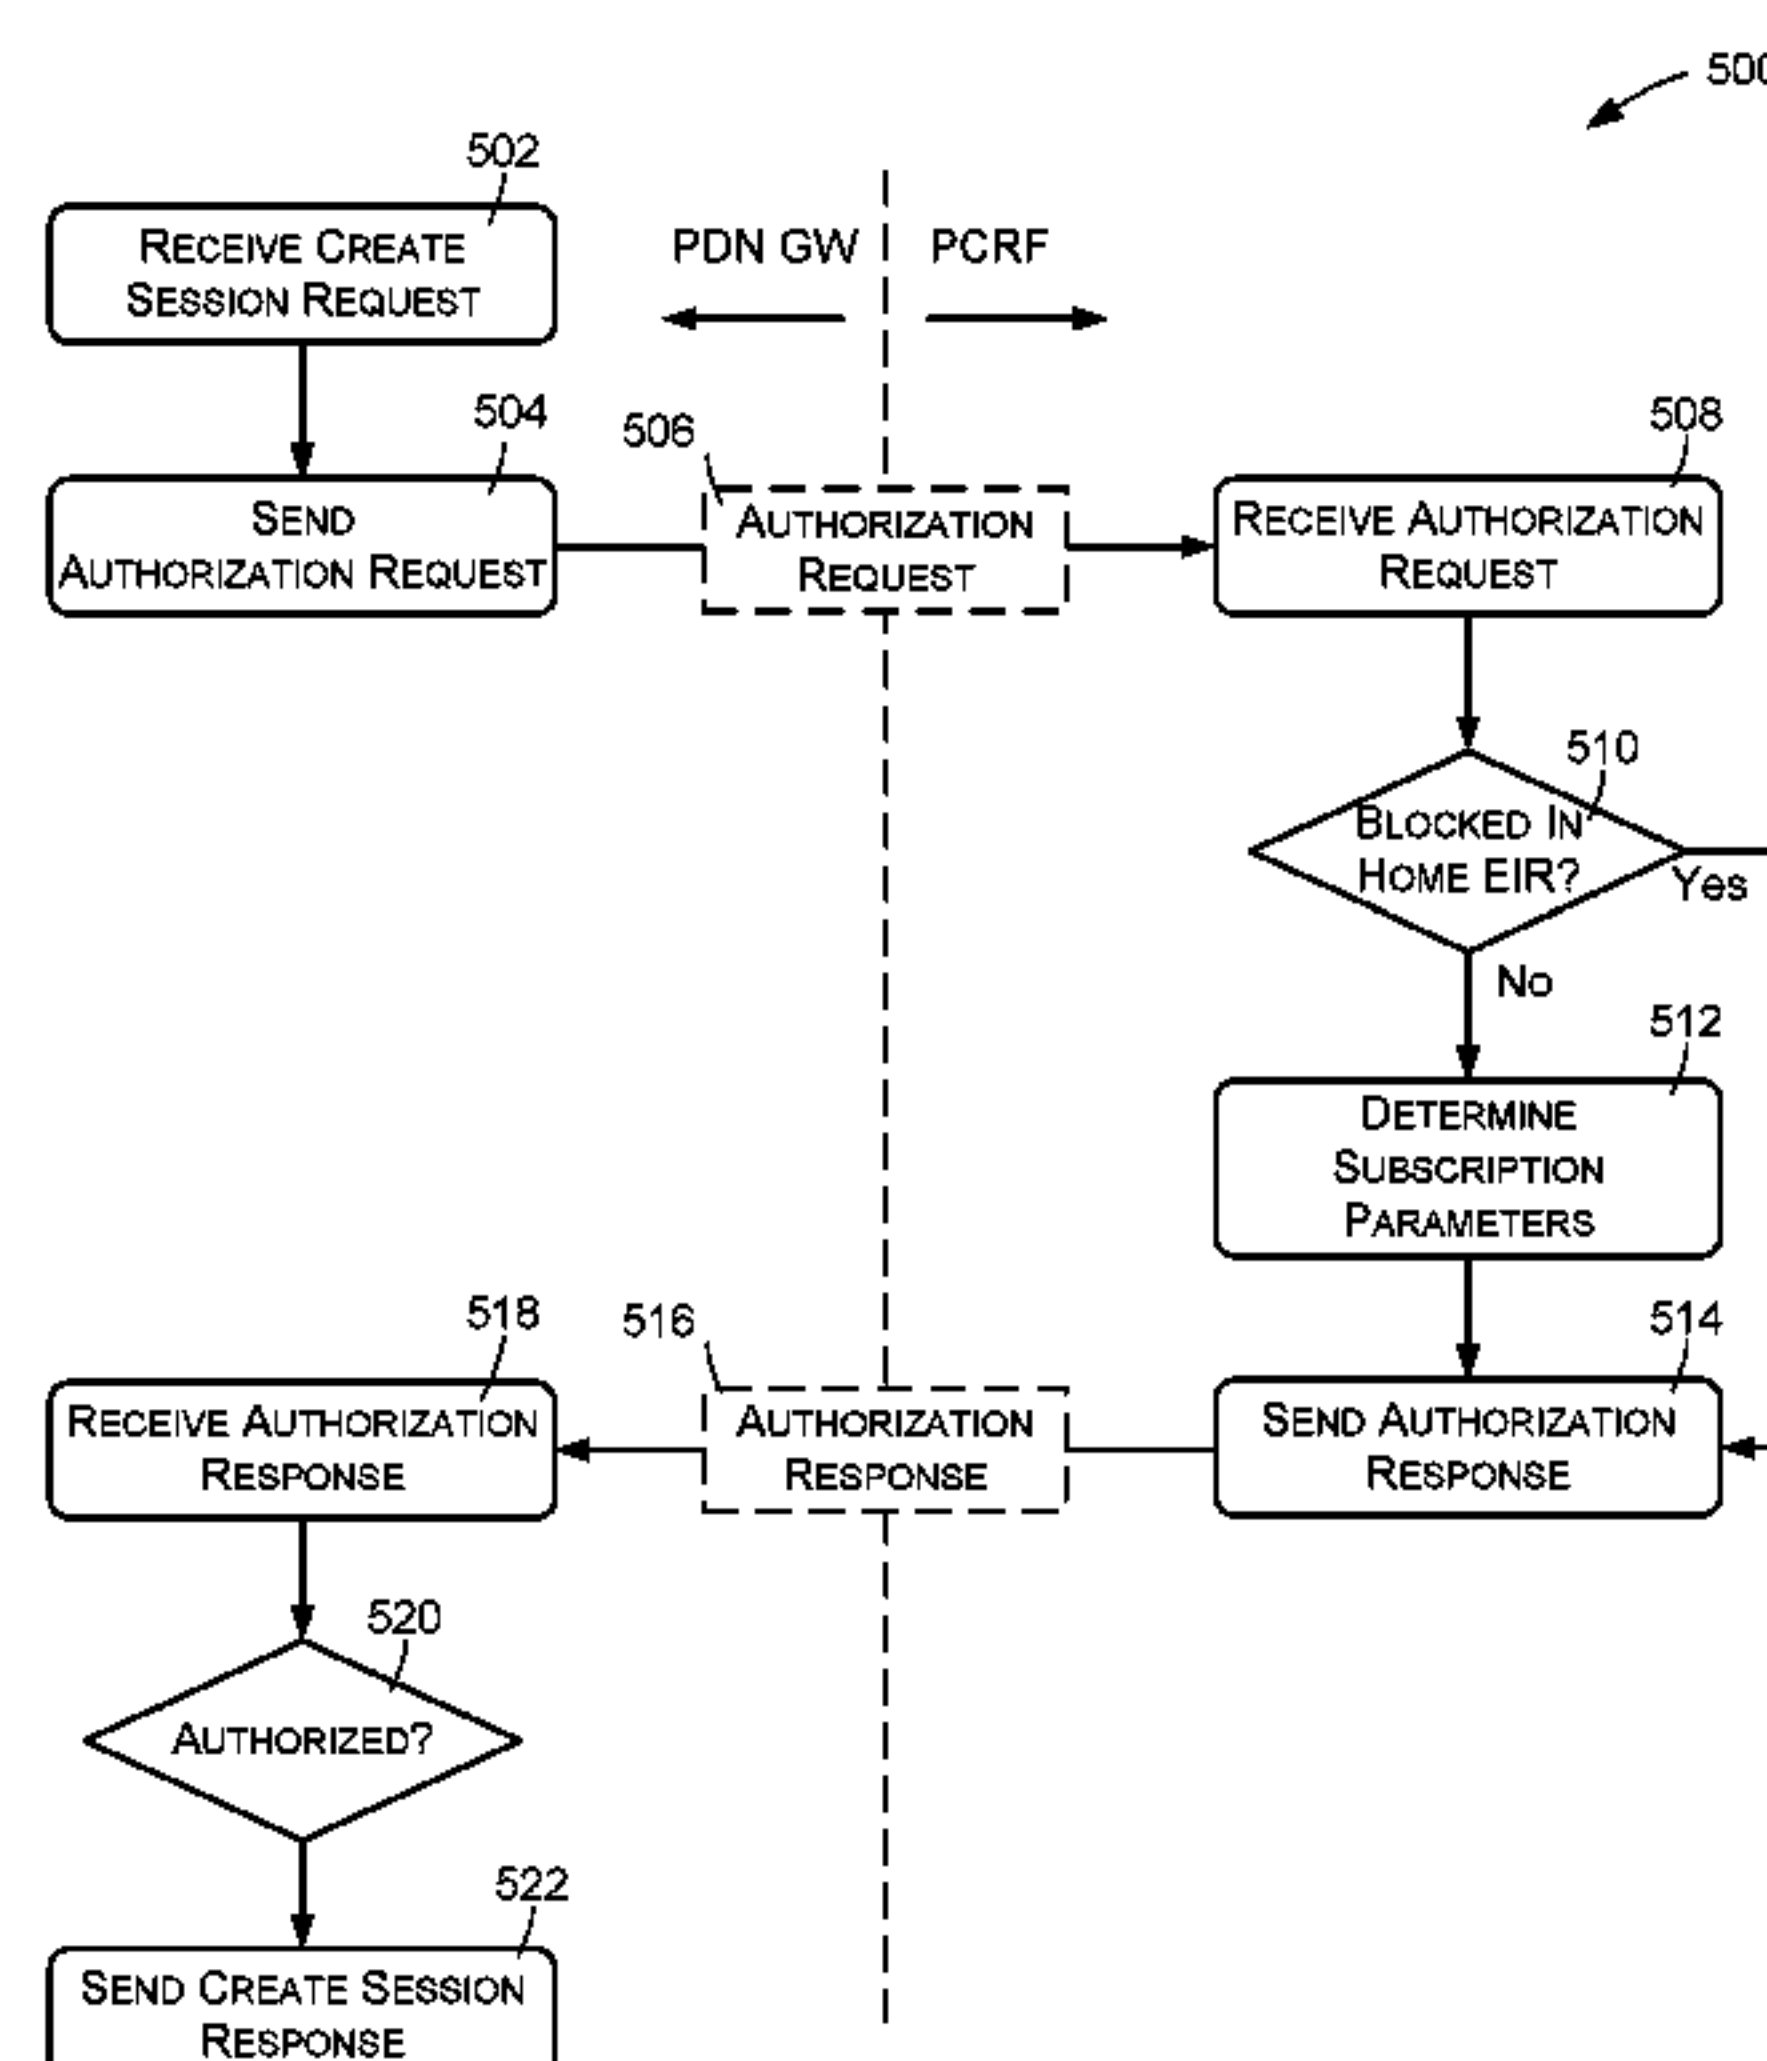 500
502
RECEIVE CREATE
SESSION REQUEST
PDN GW
PCRF
504
SEND
AUTHORIZATION REQUEST
506
AUTHORIZATION
REQUEST
508
RECEIVE AUTHORIZATION
REQUEST
510
BLOCKED IN
HOME EIR?
Yes
No
512
DETERMINE
SUBSCRIPTION
PARAMETERS
514
SEND AUTHORIZATION
RESPONSE
516
AUTHORIZATION
RESPONSE
518
RECEIVE AUTHORIZATION
RESPONSE
520
AUTHORIZED?
522
SEND CREATE SESSION
RESPONSE